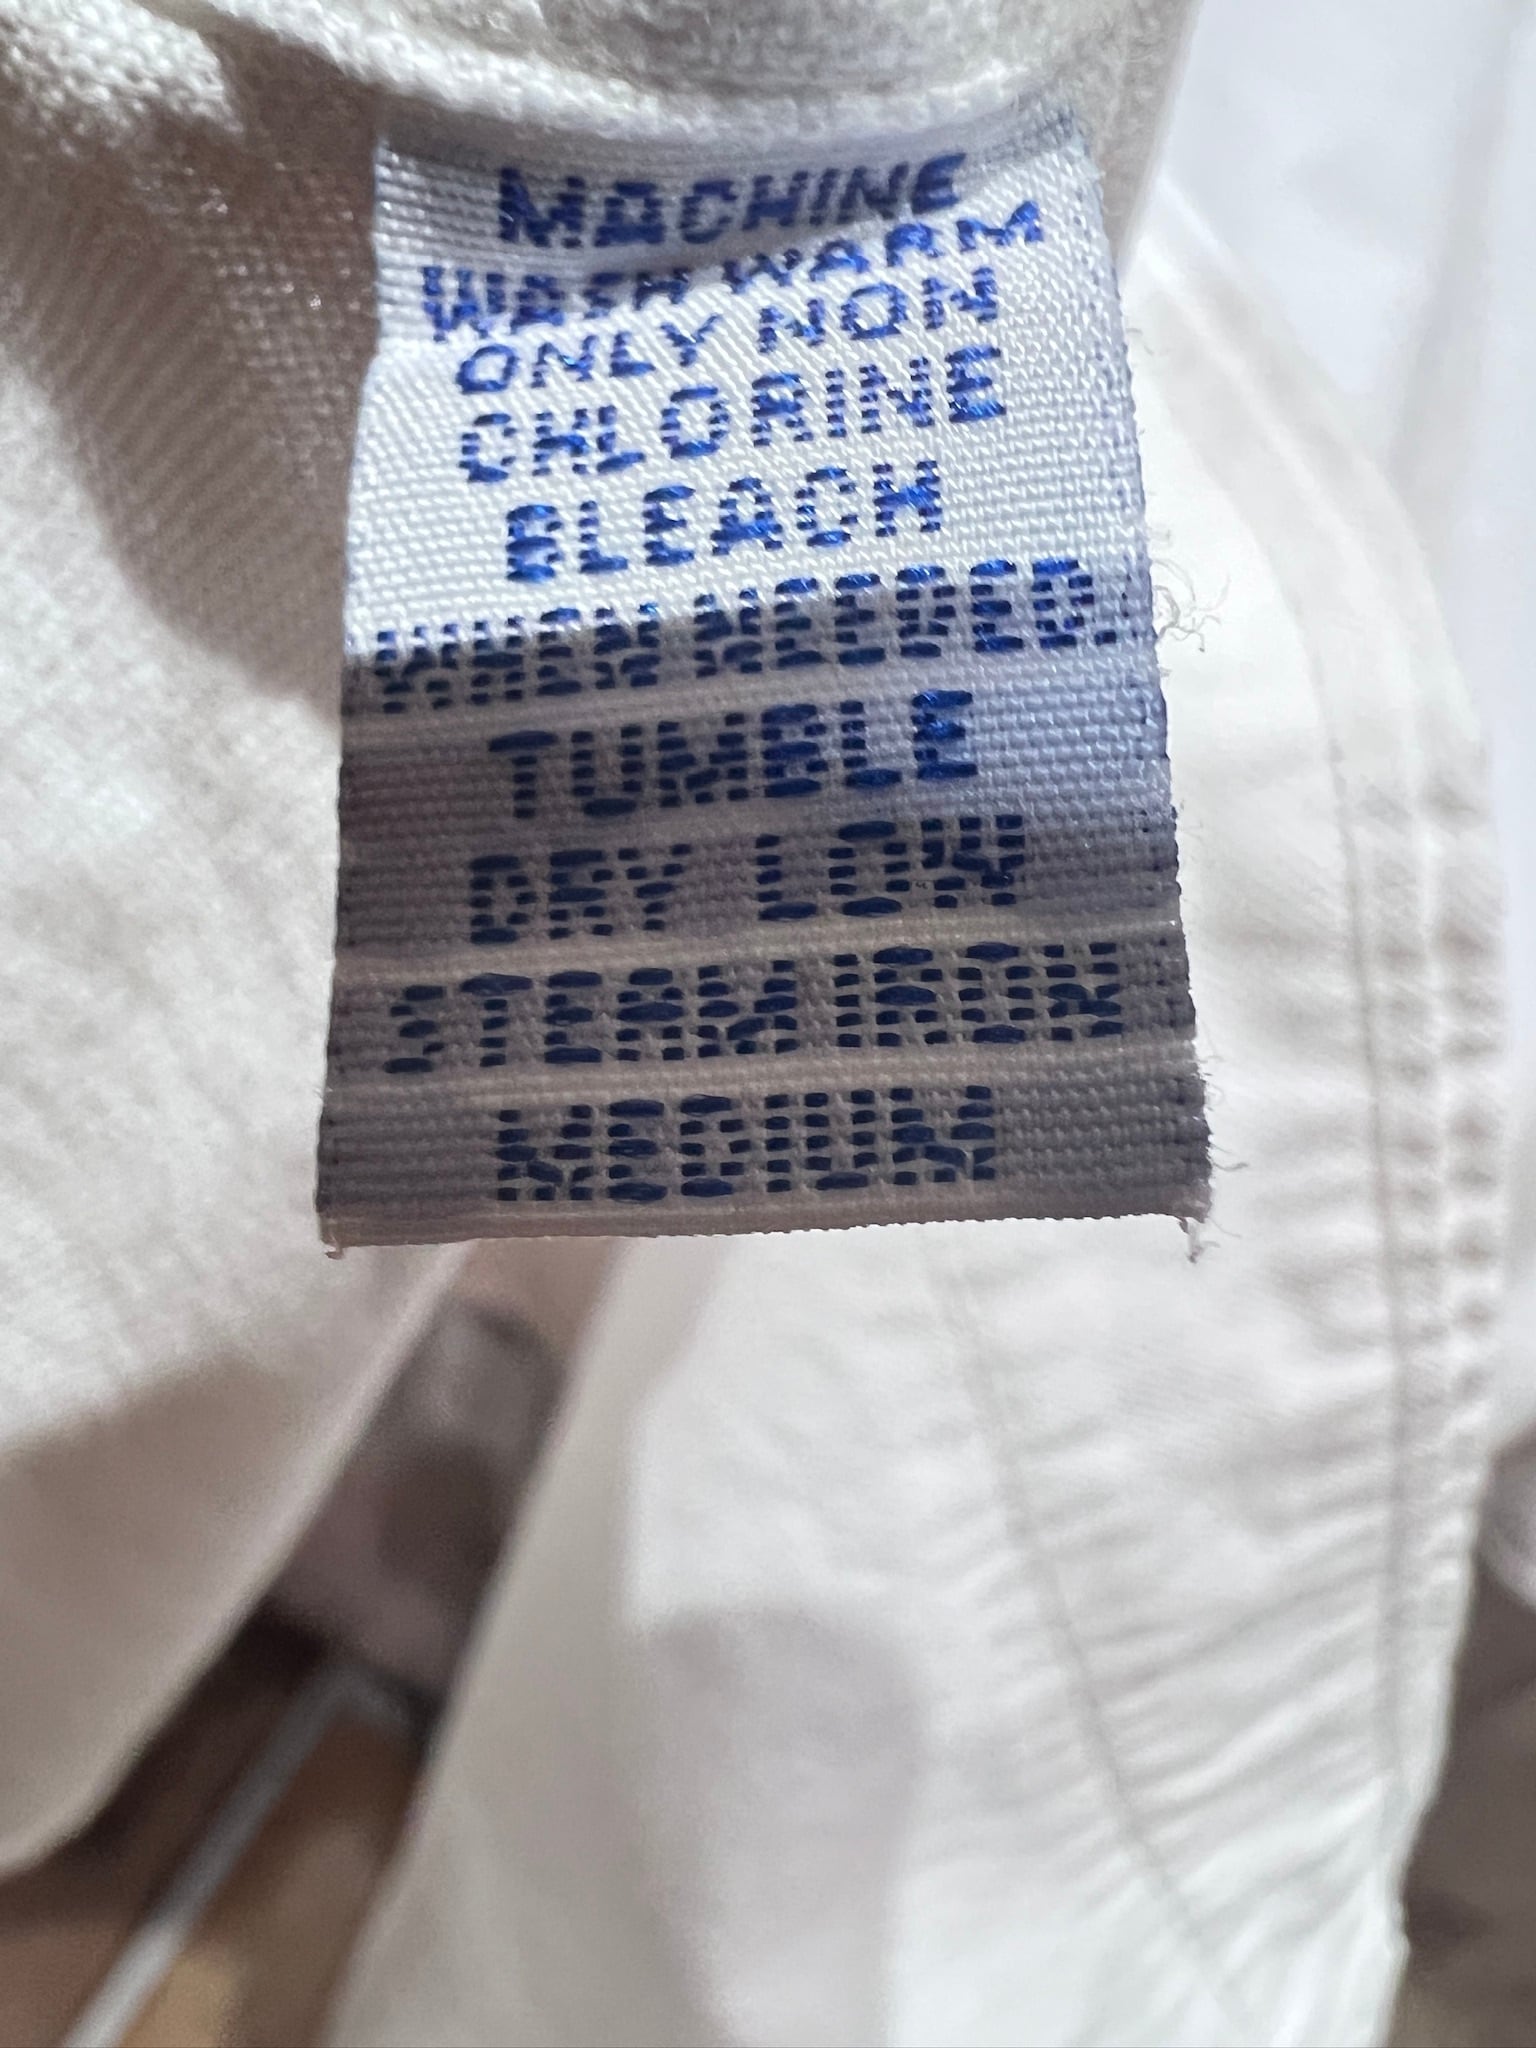 MACHINE
WASH WARM
ONLY NON
CHLORINE
BLEACH
WHEN NEEDED.
TUMBLE
DRY LOW
STEAM IRON
MEDIUM